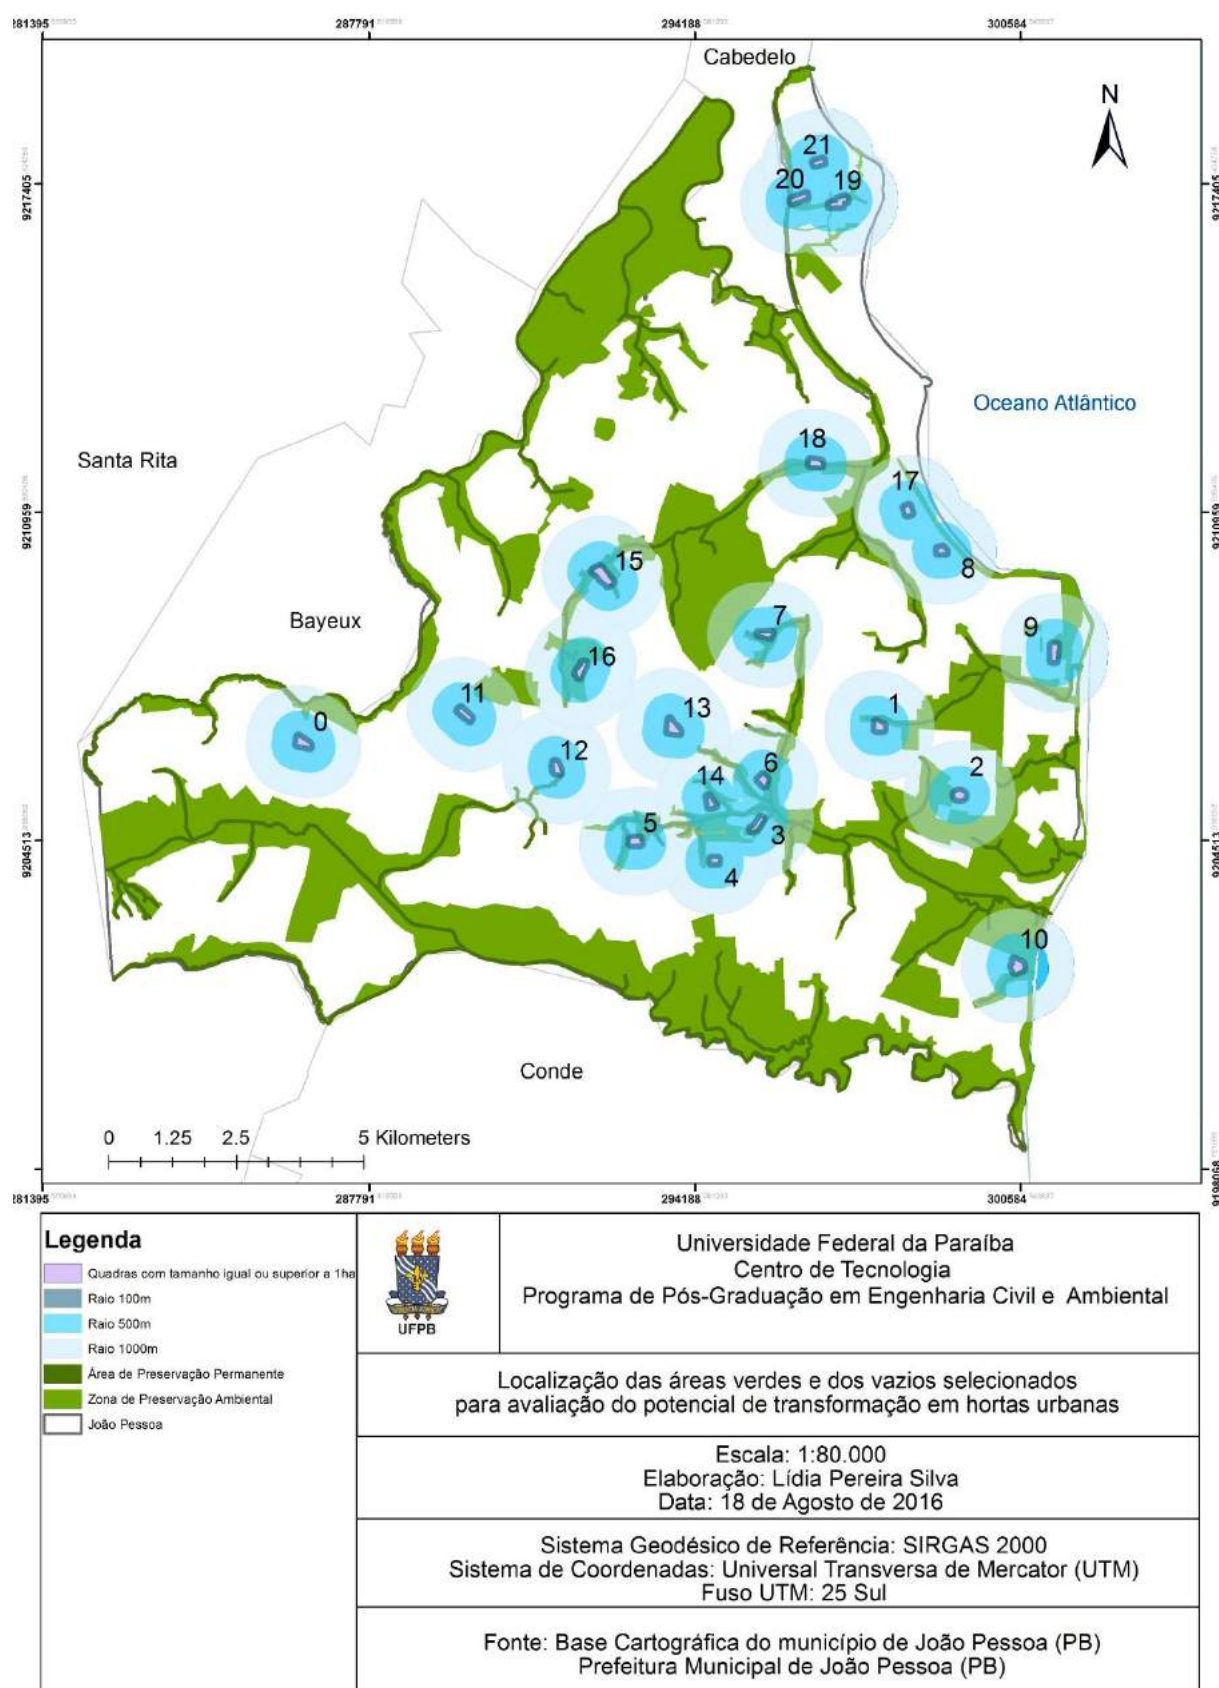 281395
287791
294188
300584
Cabedelo
N
21
20
19
9217405
9217405
Oceano Atlântico
18
Santa Rita
17
9210959
9210959
8
15
Bayeux
7
9
16
11
13
1
0
12
6
2
14
5
3
9204513
9204513
4
10
Conde
0 1.25 2.5 5 Kilometers
9198068
281395
287791
294188
300584
Legenda
Quadras com tamanho igual ou superior a 1ha
Raio 100m
Raio 500m
Raio 1000m
Área de Preservação Permanente
Zona de Preservação Ambiental
João Pessoa
UFPB
Universidade Federal da Paraíba
Centro de Tecnologia
Programa de Pós-Graduação em Engenharia Civil e Ambiental
Localização das áreas verdes e dos vazios selecionados
para avaliação do potencial de transformação em hortas urbanas
Escala: 1:80.000
Elaboração: Lídia Pereira Silva
Data: 18 de Agosto de 2016
Sistema Geodésico de Referência: SIRGAS 2000
Sistema de Coordenadas: Universal Transversa de Mercator (UTM)
Fuso UTM: 25 Sul
Fonte: Base Cartográfica do município de João Pessoa (PB)
Prefeitura Municipal de João Pessoa (PB)